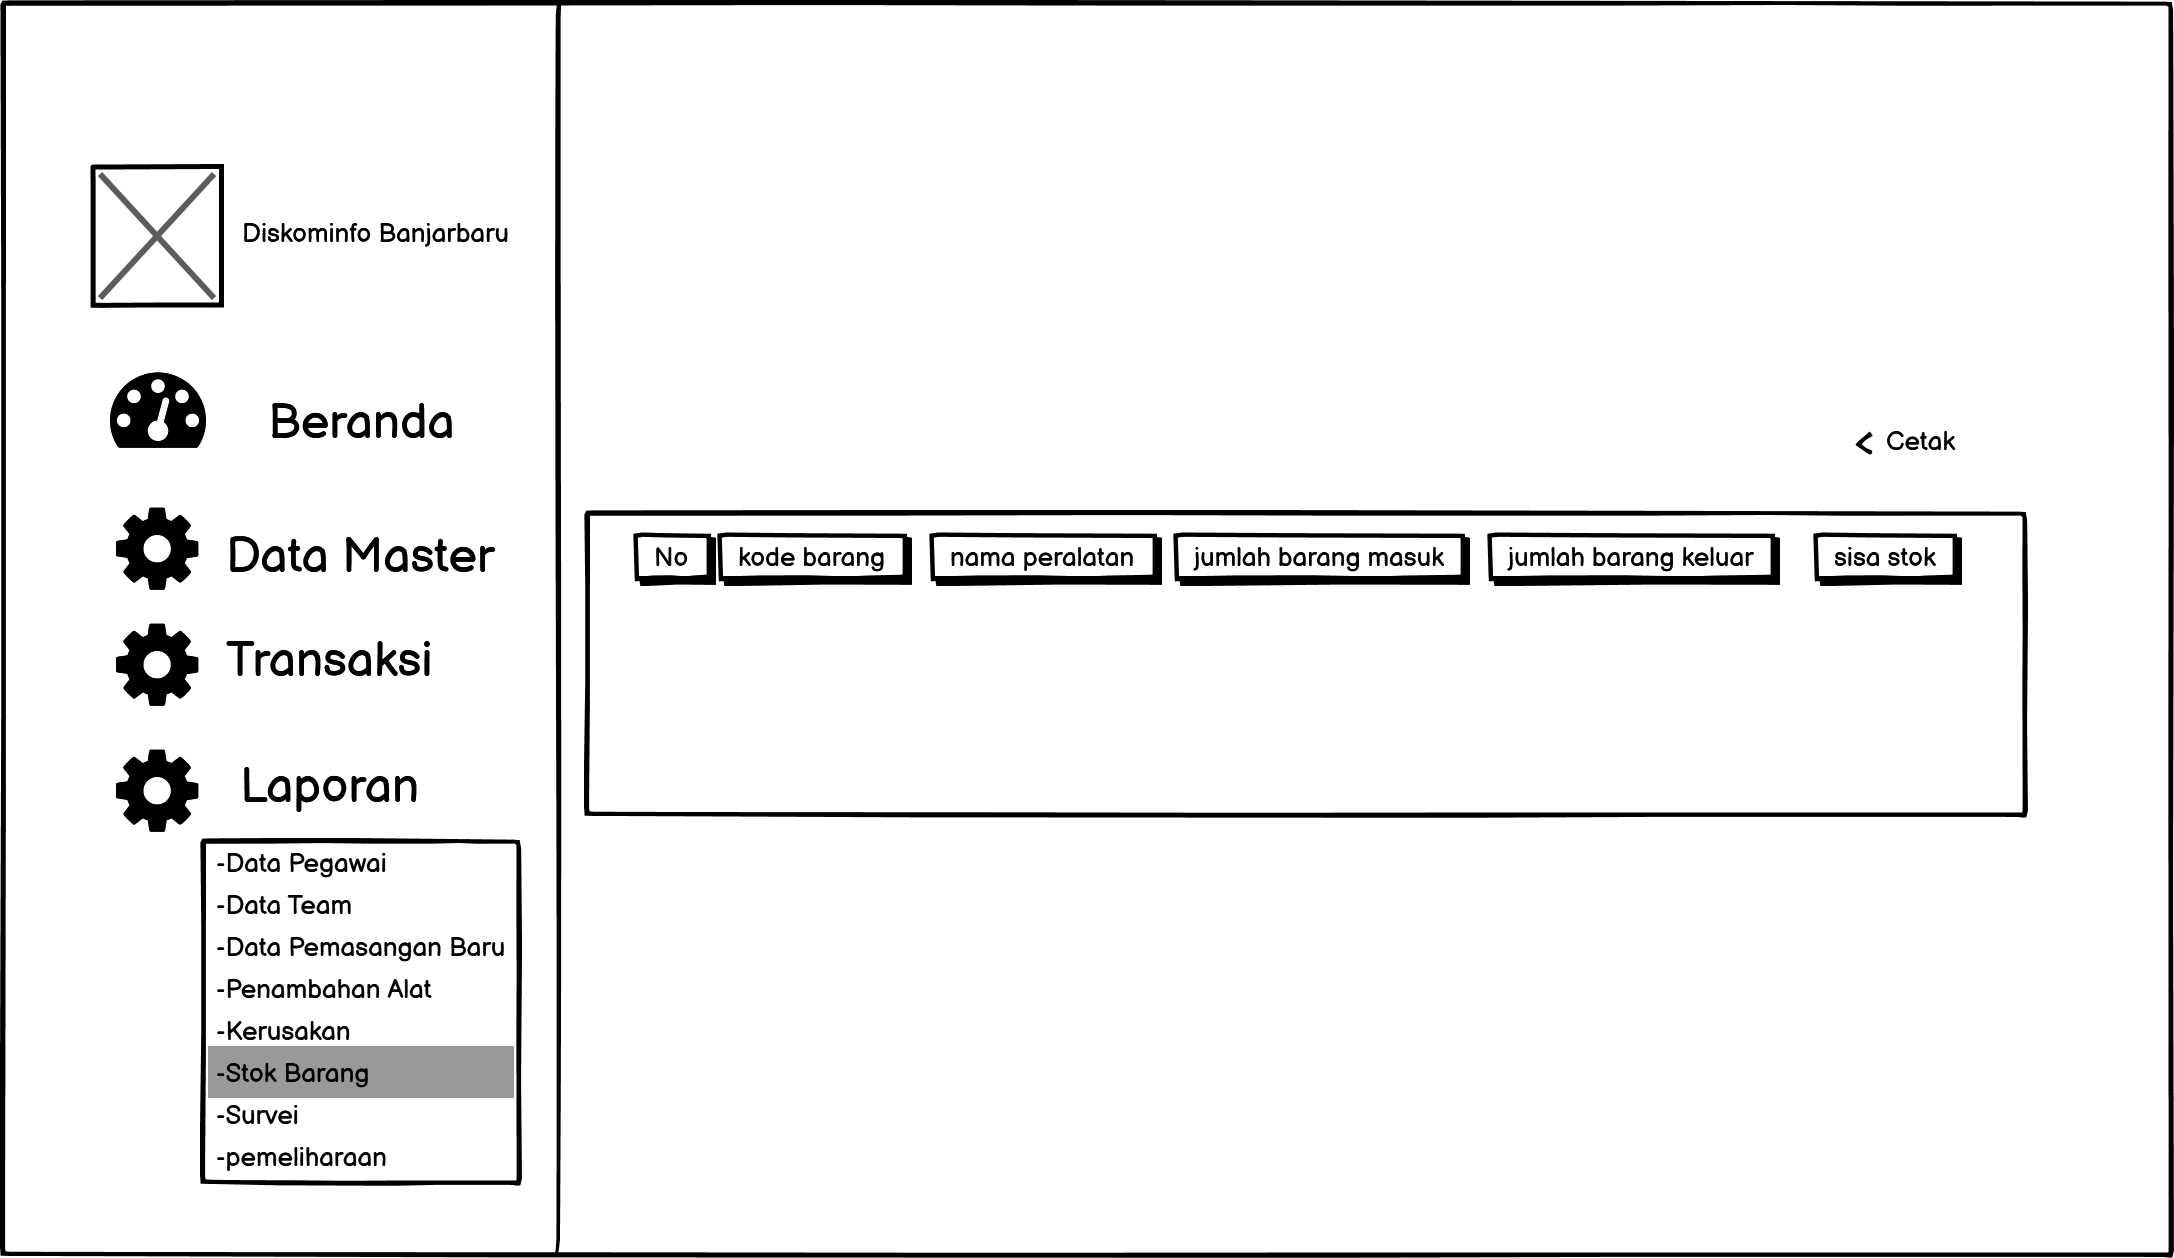 Diskominfo Banjarbaru
Beranda
Data Master
Transaksi
Laporan
-Data Pegawai
-Data Team
-Data Pemasangan Baru
-Penambahan Alat
-Kerusakan
-Stok Barang
-Survei
-pemeliharaan
< Cetak
No kode barang nama peralatan jumlah barang masuk jumlah barang keluar sisa stok